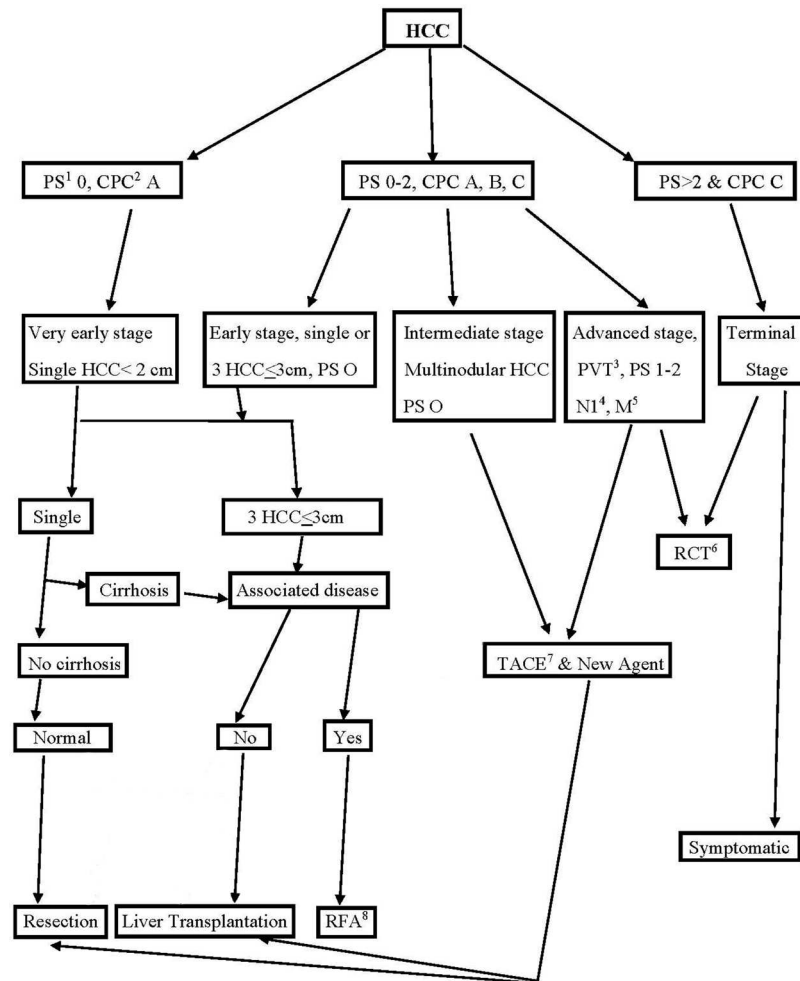 HCC
PS¹ 0, CPC² A
PS 0-2, CPC A, B, C
PS>2 & CPC C
Very early stage
Single HCC< 2 cm
Early stage, single or
3 HCC≤3cm, PS O
Intermediate stage
Multinodular HCC
PS O
Advanced stage,
PVT³, PS 1-2
N1⁴, M⁵
Terminal
Stage
Single
3 HCC≤3cm
RCT⁶
Cirrhosis
Associated disease
No cirrhosis
TACE⁷ & New Agent
Normal
No
Yes
Symptomatic
Resection
Liver Transplantation
RFA⁸